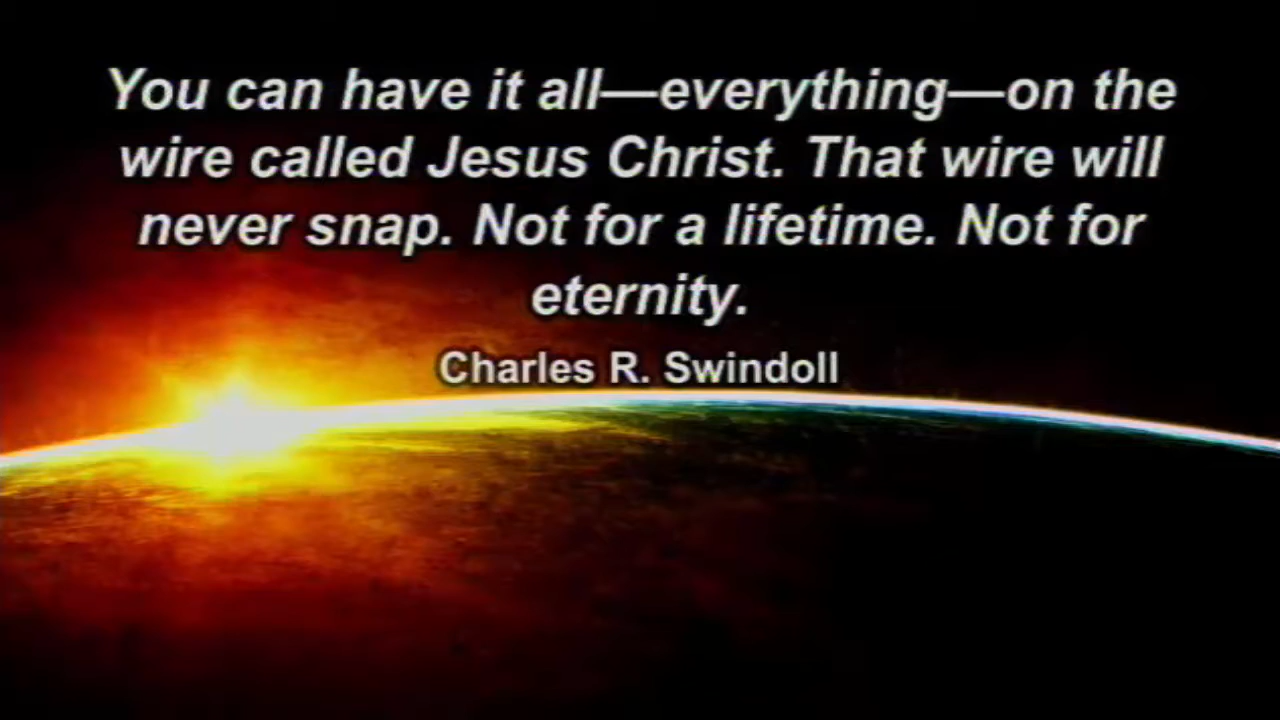 You can have it all—everything—on the
wire called Jesus Christ. That wire will
never snap. Not for a lifetime. Not for
eternity.
Charles R. Swindoll